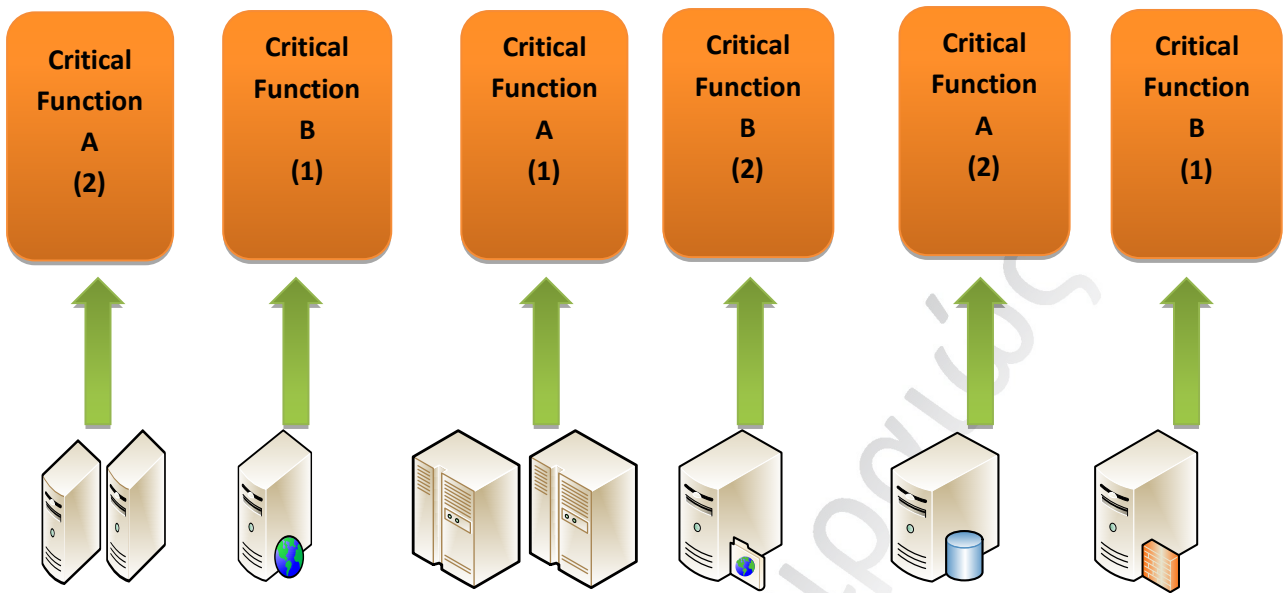 Critical
Function
A
(2)
Critical
Function
B
(1)
Critical
Function
A
(1)
Critical
Function
B
(2)
Critical
Function
A
(2)
Critical
Function
B
(1)